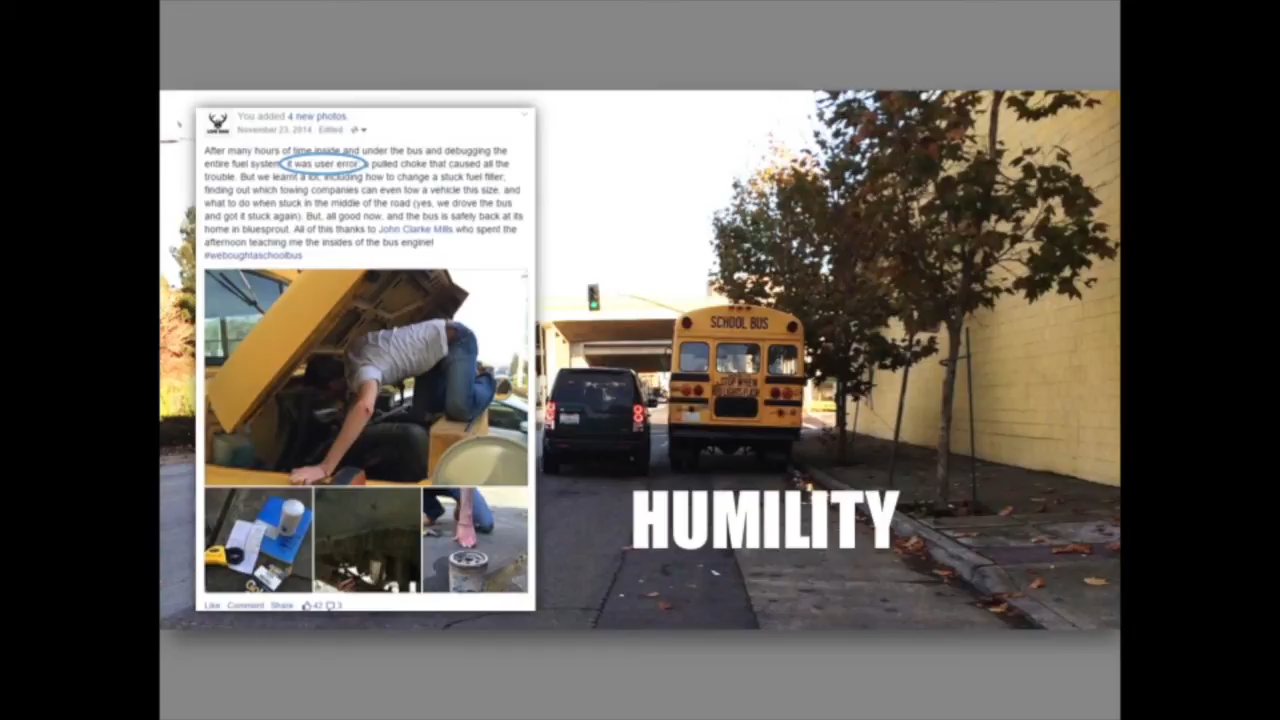 You added 4 new photos.
November 23, 2014 Edited
After many hours of time inside and under the bus and debugging the
entire fuel system, it was user error, a pulled choke that caused all the
trouble. But we learnt a lot, including how to change a stuck fuel filter,
finding out which towing companies can even tow a vehicle this size, and
what to do when stuck in the middle of the road (yes, we drove the bus
and got it stuck again). But, all good now, and the bus is safely back at its
home in bluesprout. All of this thanks to John Clarke Mills who spent the
afternoon teaching me the insides of the bus engine!
#weboughtaschoolbus
Like Comment Share 42 3
SCHOOL BUS
STOP WHEN
HUMILITY